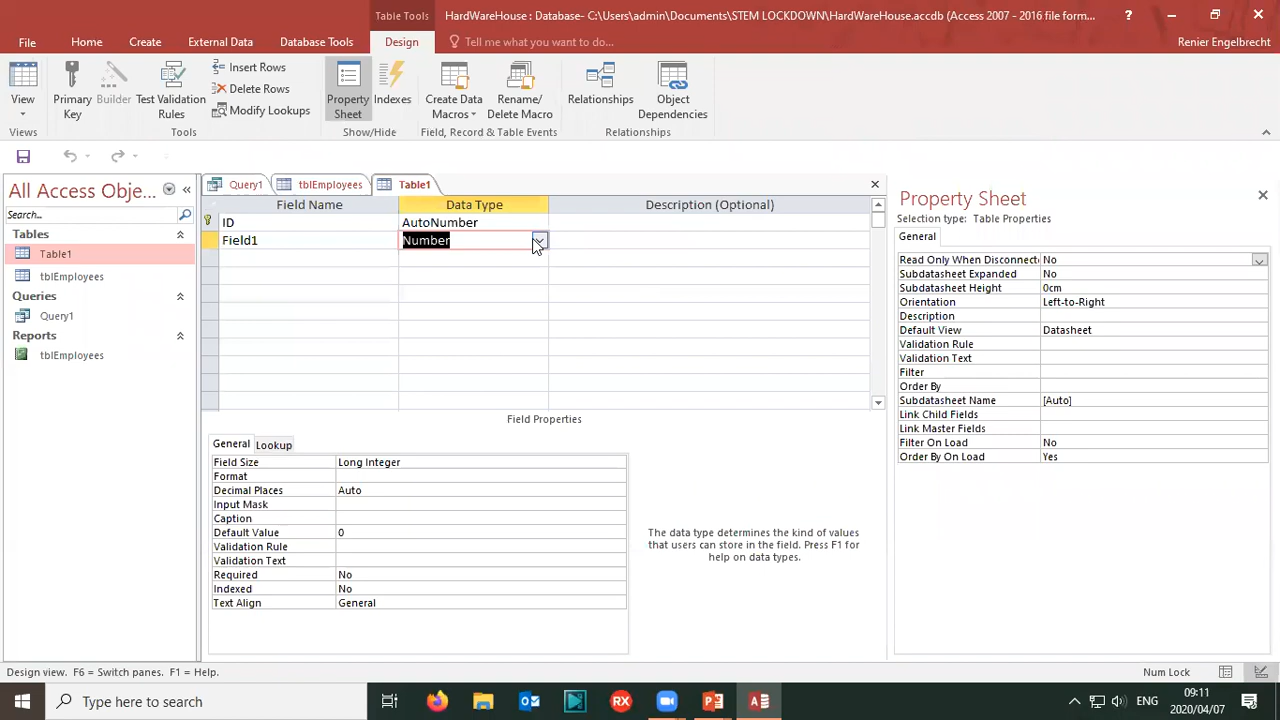 Table Tools
HardWareHouse : Database- C:\Users\admin\Documents\STEM LOCKDOWN\HardWareHouse.accdb (Access 2007 - 2016 file form...
?
File Home Create External Data Database Tools Design Tell me what you want to do... Renier Engelbrecht
View
Primary Key
Builder
Test Validation Rules
Insert Rows
Delete Rows
Modify Lookups
Property Sheet
Indexes
Create Data Macros
Rename/ Delete Macro
Relationships
Object Dependencies
Views Tools Show/Hide Field, Record & Table Events Relationships
All Access Obje...
Search...
Tables
Table1
tblEmployees
Queries
Query1
Reports
tblEmployees
Query1 tblEmployees Table1
Field Name Data Type Description (Optional)
ID AutoNumber
Field1 Number
Field Properties
General Lookup
Field Size Long Integer
Format
Decimal Places Auto
Input Mask
Caption
Default Value 0
Validation Rule
Validation Text
Required No
Indexed No
Text Align General
The data type determines the kind of values
that users can store in the field. Press F1 for
help on data types.
Property Sheet
Selection type: Table Properties
General
Read Only When Disconnecte No
Subdatasheet Expanded No
Subdatasheet Height 0cm
Orientation Left-to-Right
Description
Default View Datasheet
Validation Rule
Validation Text
Filter
Order By
Subdatasheet Name [Auto]
Link Child Fields
Link Master Fields
Filter On Load No
Order By On Load Yes
Design view. F6 = Switch panes. F1 = Help. Num Lock
Type here to search
RX
ENG
09:11
2020/04/07